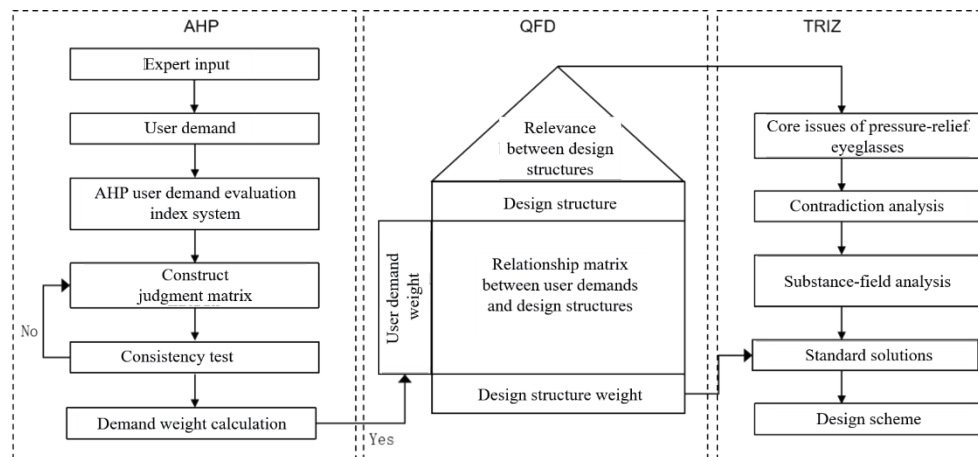 AHP
Expert input
User demand
AHP user demand evaluation
index system
Construct
judgment matrix
No
Consistency test
Demand weight calculation
Yes
QFD
Relevance
between design
structures
Design structure
User demand
weight
Relationship matrix
between user demands
and design structures
Design structure weight
TRIZ
Core issues of pressure-relief
eyeglasses
Contradiction analysis
Substance-field analysis
Standard solutions
Design scheme